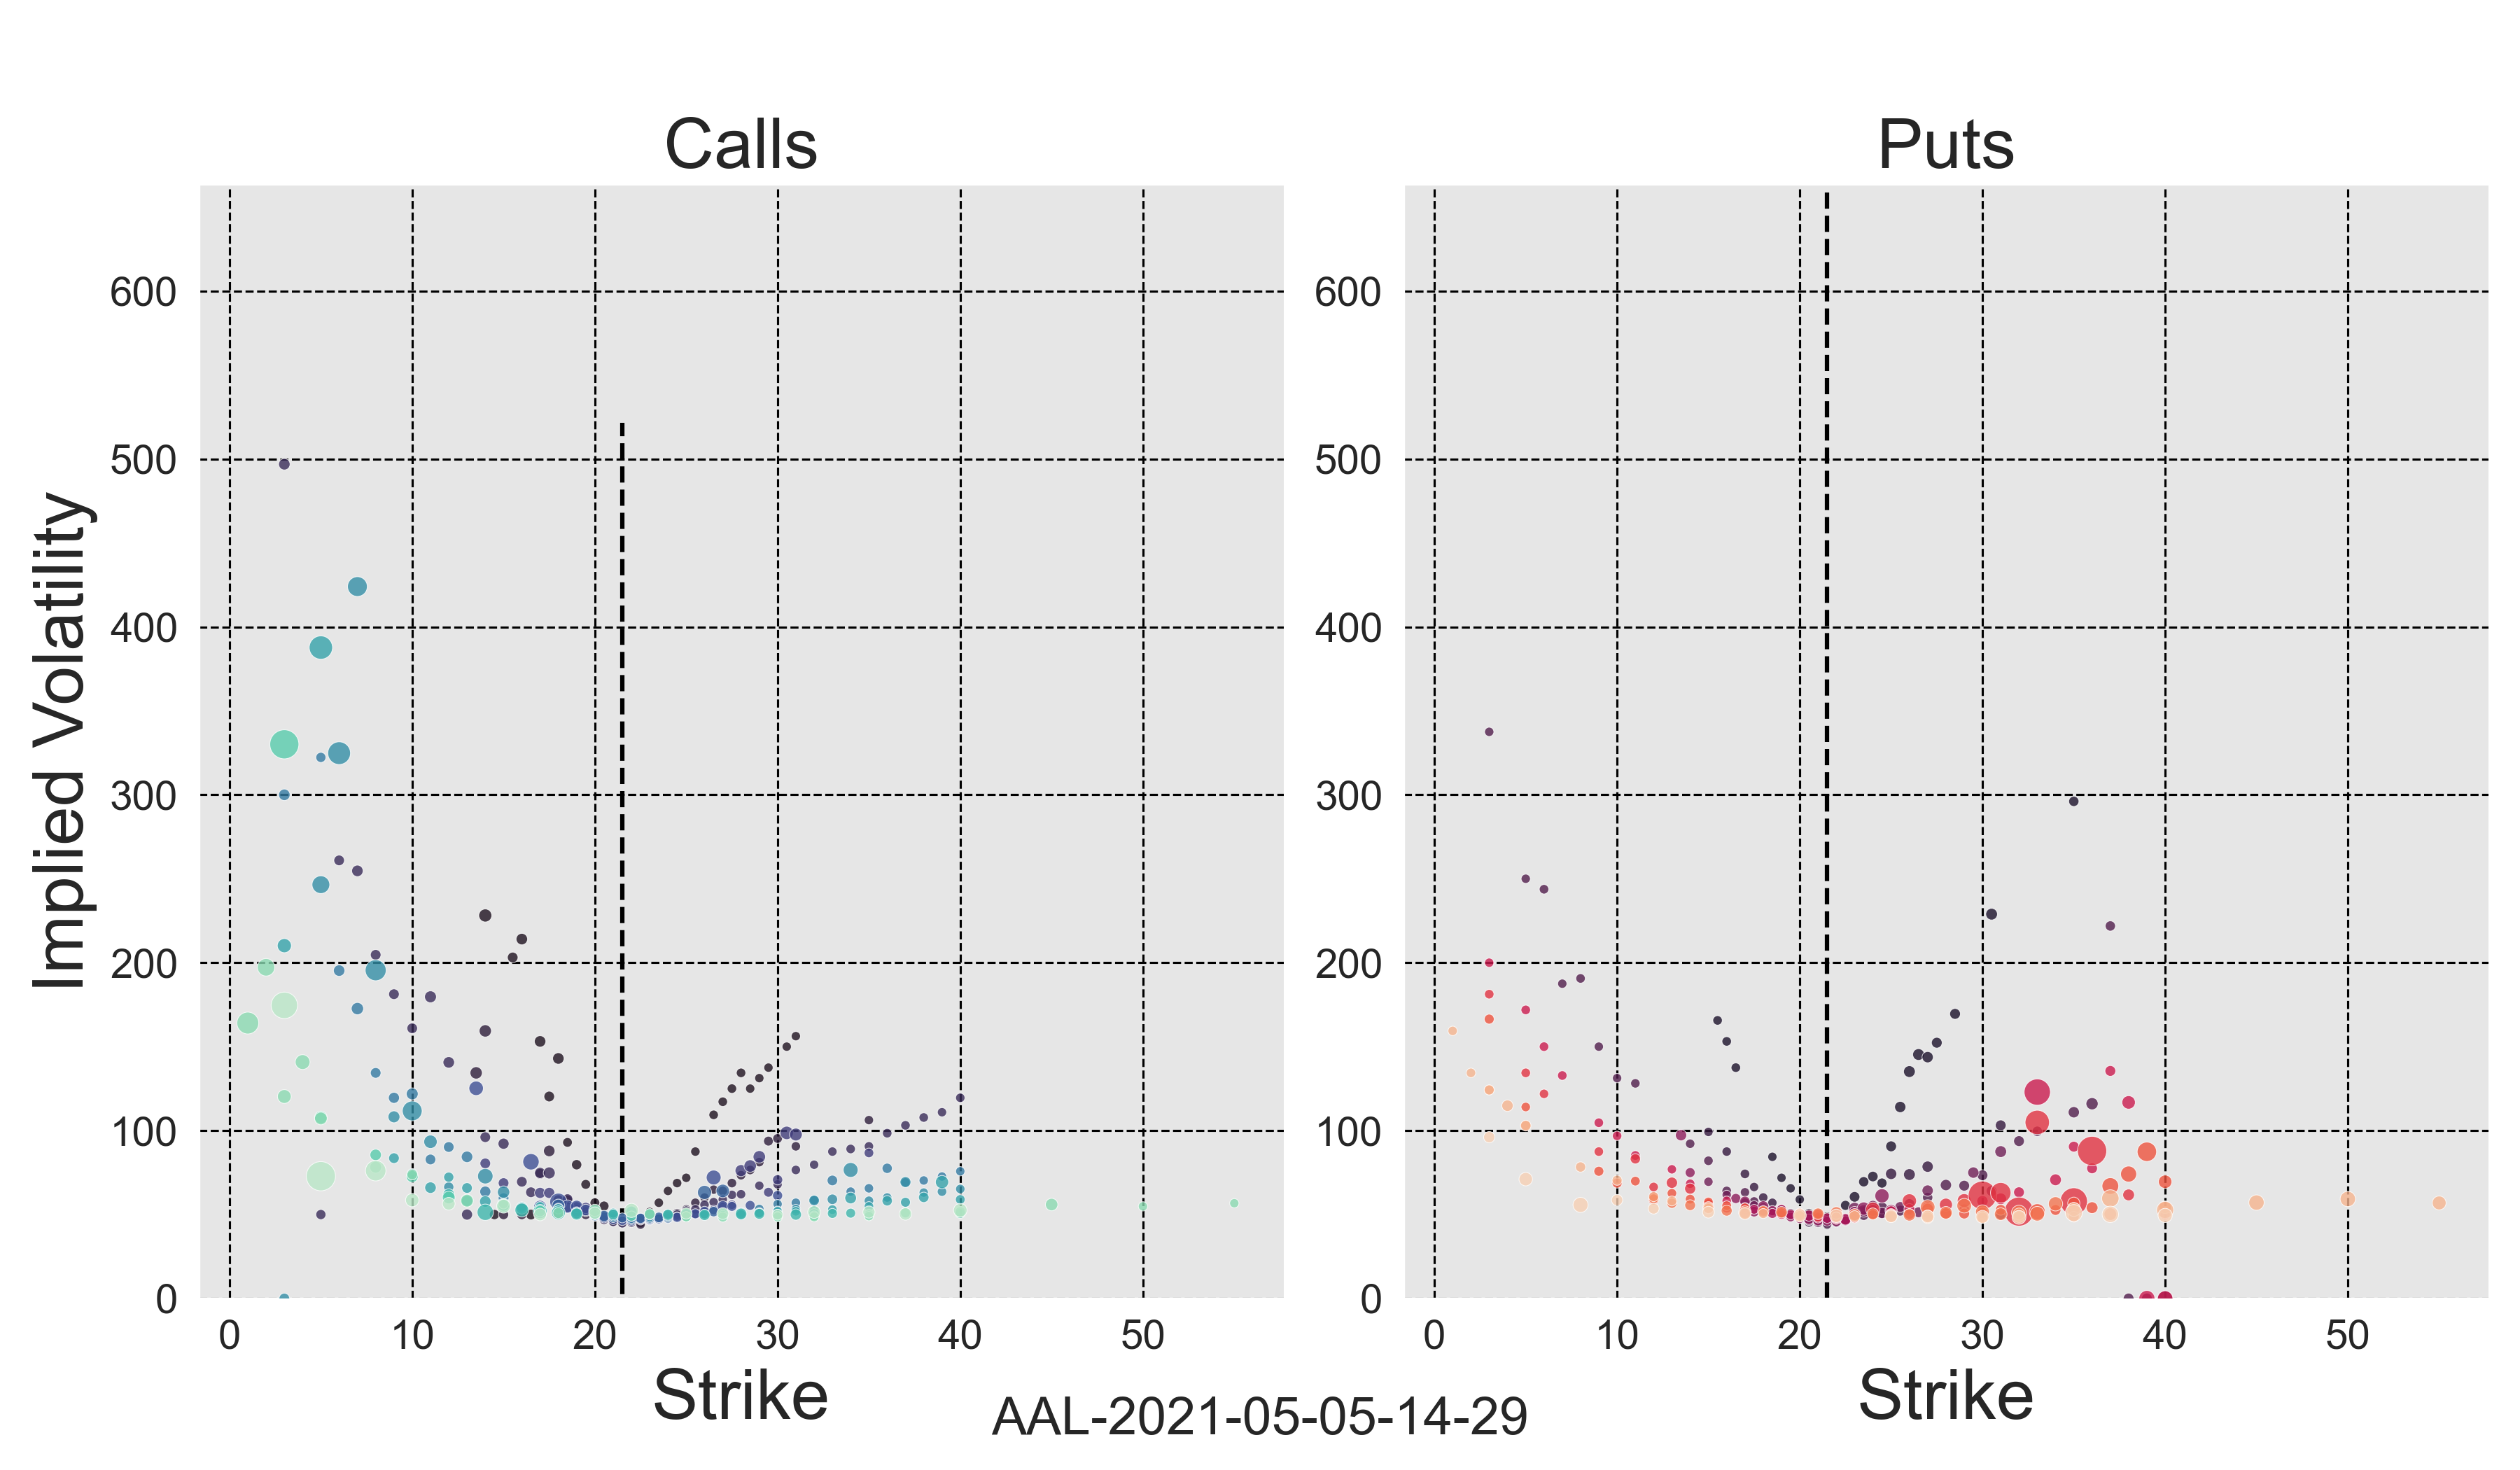 Calls Puts
600 600
500 500
400 400
300 300
200 200
100 100
0 0
Implied Volatility
0 10 20 30 40 50 0 10 20 30 40 50
Strike Strike
AAL-2021-05-05-14-29